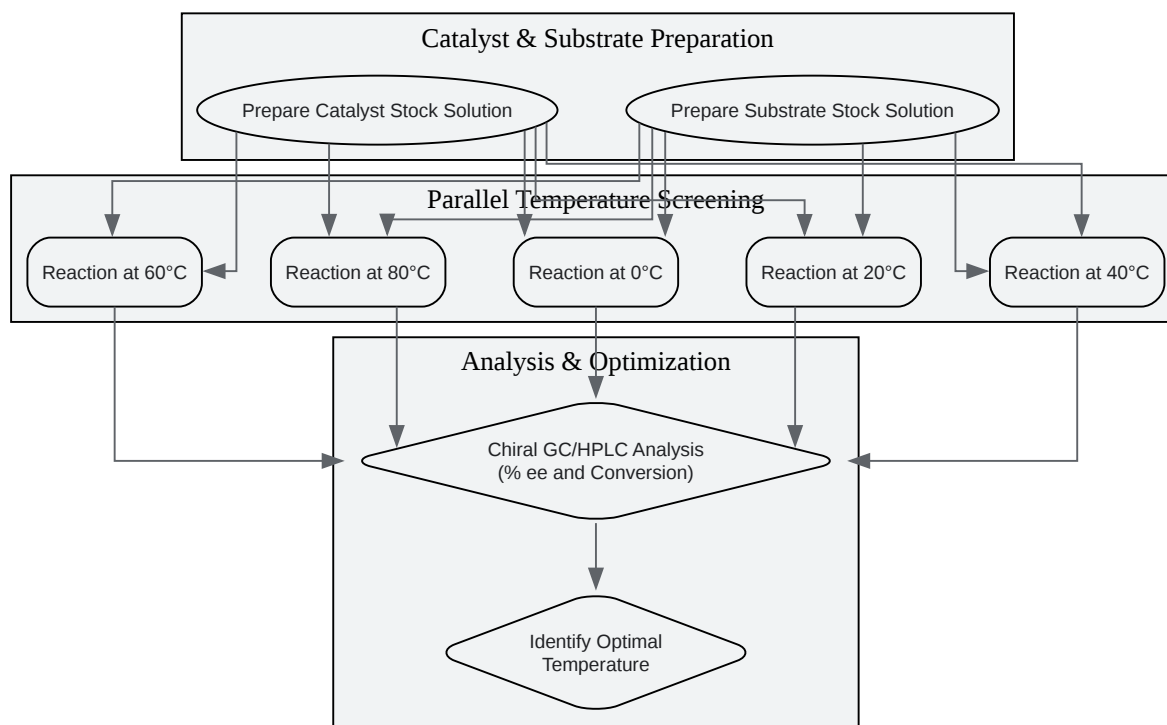 Catalyst & Substrate Preparation
Prepare Catalyst Stock Solution
Prepare Substrate Stock Solution
Parallel Temperature Screening
Reaction at 60°C
Reaction at 80°C
Reaction at 0°C
Reaction at 20°C
Reaction at 40°C
Analysis & Optimization
Chiral GC/HPLC Analysis
(% ee and Conversion)
Identify Optimal
Temperature